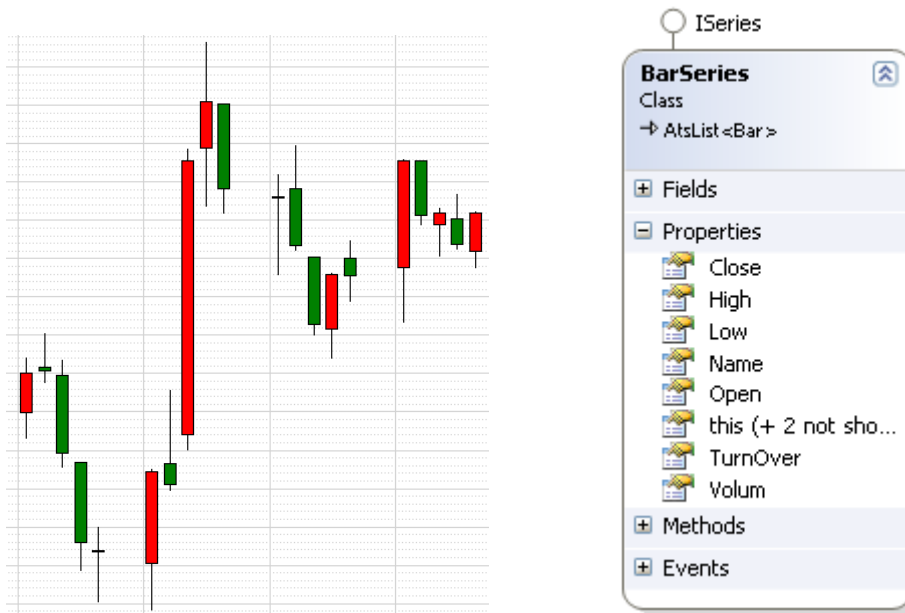 ISeries
BarSeries
Class
AtsList<Bar>
Fields
Properties
Close
High
Low
Name
Open
this (+ 2 not sho...
TurnOver
Volum
Methods
Events